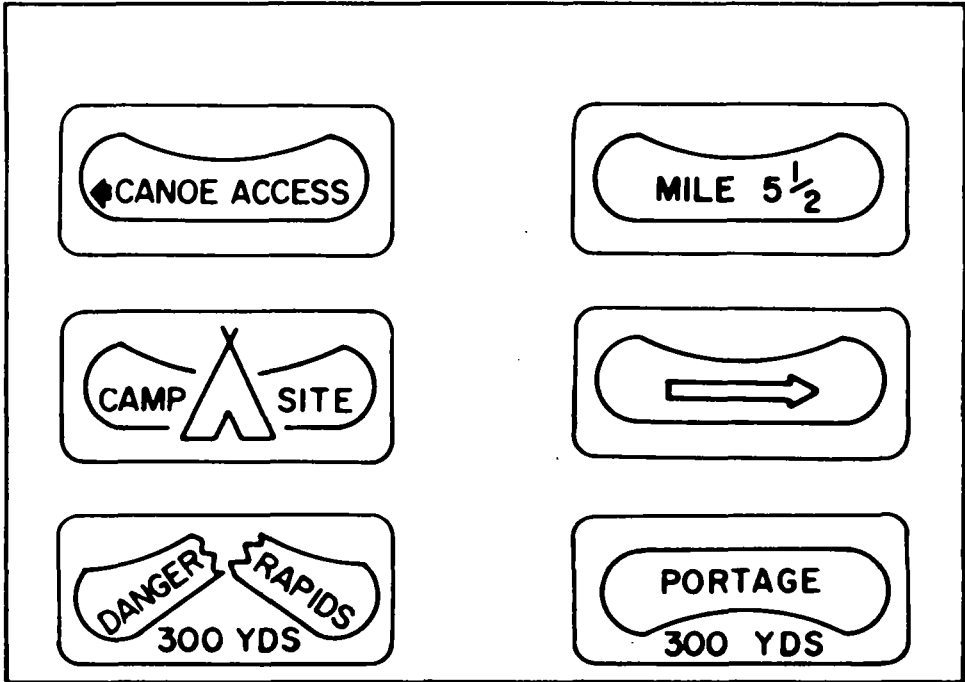 CANOE ACCESS
MILE 5 1/2
CAMP SITE
DANGER RAPIDS
300 YDS
PORTAGE
300 YDS